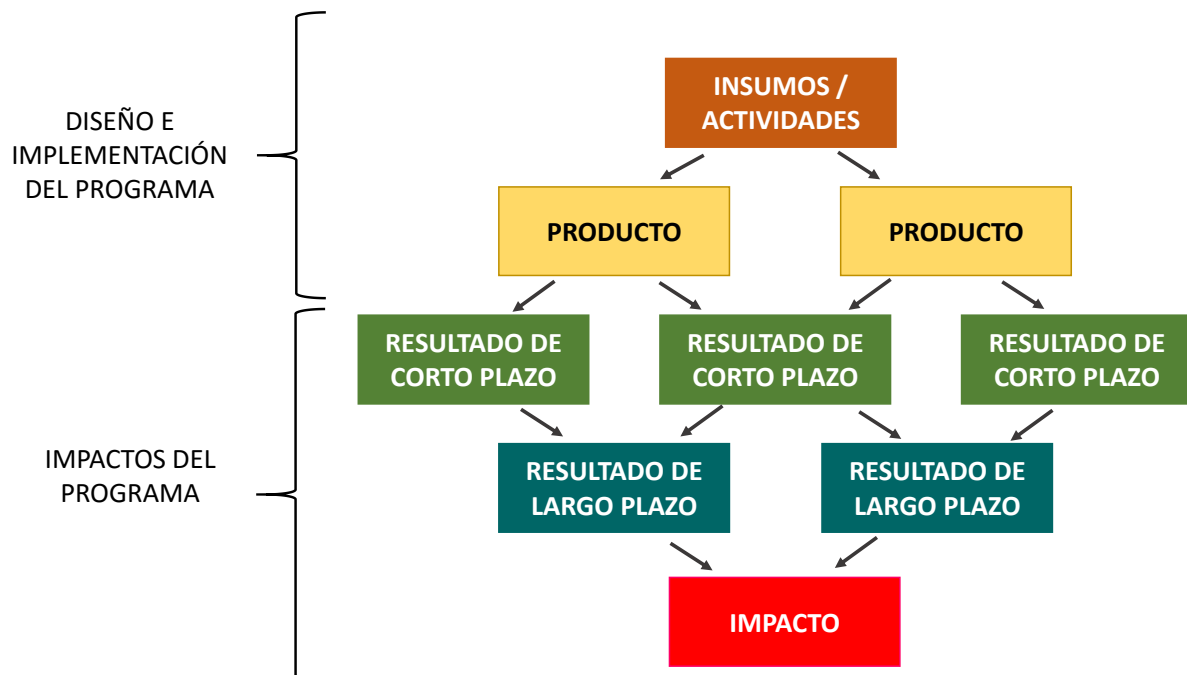 INSUMOS /
ACTIVIDADES
DISEÑO E
IMPLEMENTACIÓN
DEL PROGRAMA
PRODUCTO
PRODUCTO
RESULTADO DE
CORTO PLAZO
RESULTADO DE
CORTO PLAZO
RESULTADO DE
CORTO PLAZO
IMPACTOS DEL
PROGRAMA
RESULTADO DE
LARGO PLAZO
RESULTADO DE
LARGO PLAZO
IMPACTO